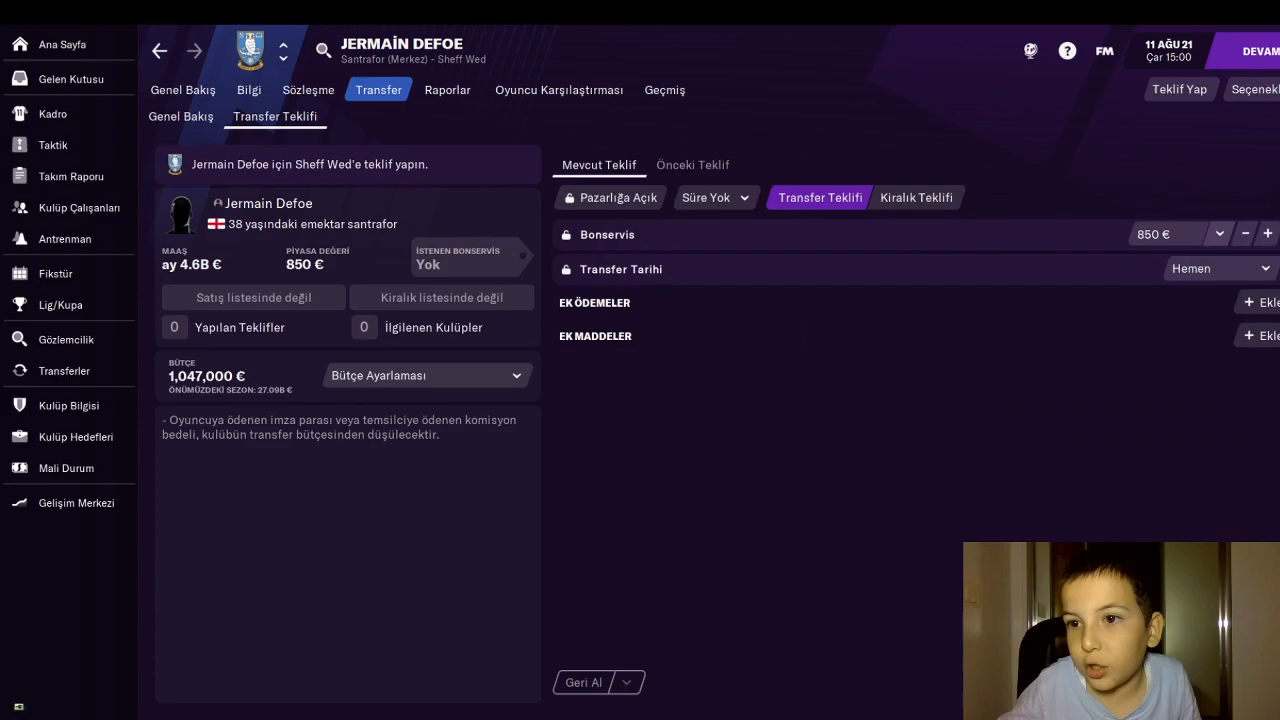 Ana Sayfa
Gelen Kutusu
Kadro
Taktik
Takım Raporu
Kulüp Çalışanları
Antrenman
Fikstür
Lig/Kupa
Gözlemcilik
Transferler
Kulüp Bilgisi
Kulüp Hedefleri
Mali Durum
Gelişim Merkezi
JERMAİN DEFOE
Santrafor (Merkez) - Sheff Wed
FM
11 AĞU 21
Çar 15:00
DEVAM
Genel Bakış Bilgi Sözleşme Transfer Raporlar Oyuncu Karşılaştırması Geçmiş
Teklif Yap Seçenekl
Genel Bakış Transfer Teklifi
Jermain Defoe için Sheff Wed'e teklif yapın.
Jermain Defoe
38 yaşındaki emektar santrafor
MAAŞ PİYASA DEĞERİ İSTENEN BONSERVİS
ay 4.6B € 850 € Yok
Satış listesinde değil Kiralık listesinde değil
0 Yapılan Teklifler 0 İlgilenen Kulüpler
BÜTÇE
1,047,000 €
ÖNÜMÜZDEKİ SEZON: 27.09B €
Bütçe Ayarlaması
- Oyuncuya ödenen imza parası veya temsilciye ödenen komisyon
bedeli, kulübün transfer bütçesinden düşülecektir.
Mevcut Teklif Önceki Teklif
Pazarlığa Açık Süre Yok Transfer Teklifi Kiralık Teklifi
Bonservis 850 € - +
Transfer Tarihi Hemen
EK ÖDEMELER + Ekle
EK MADDELER + Ekle
Geri Al